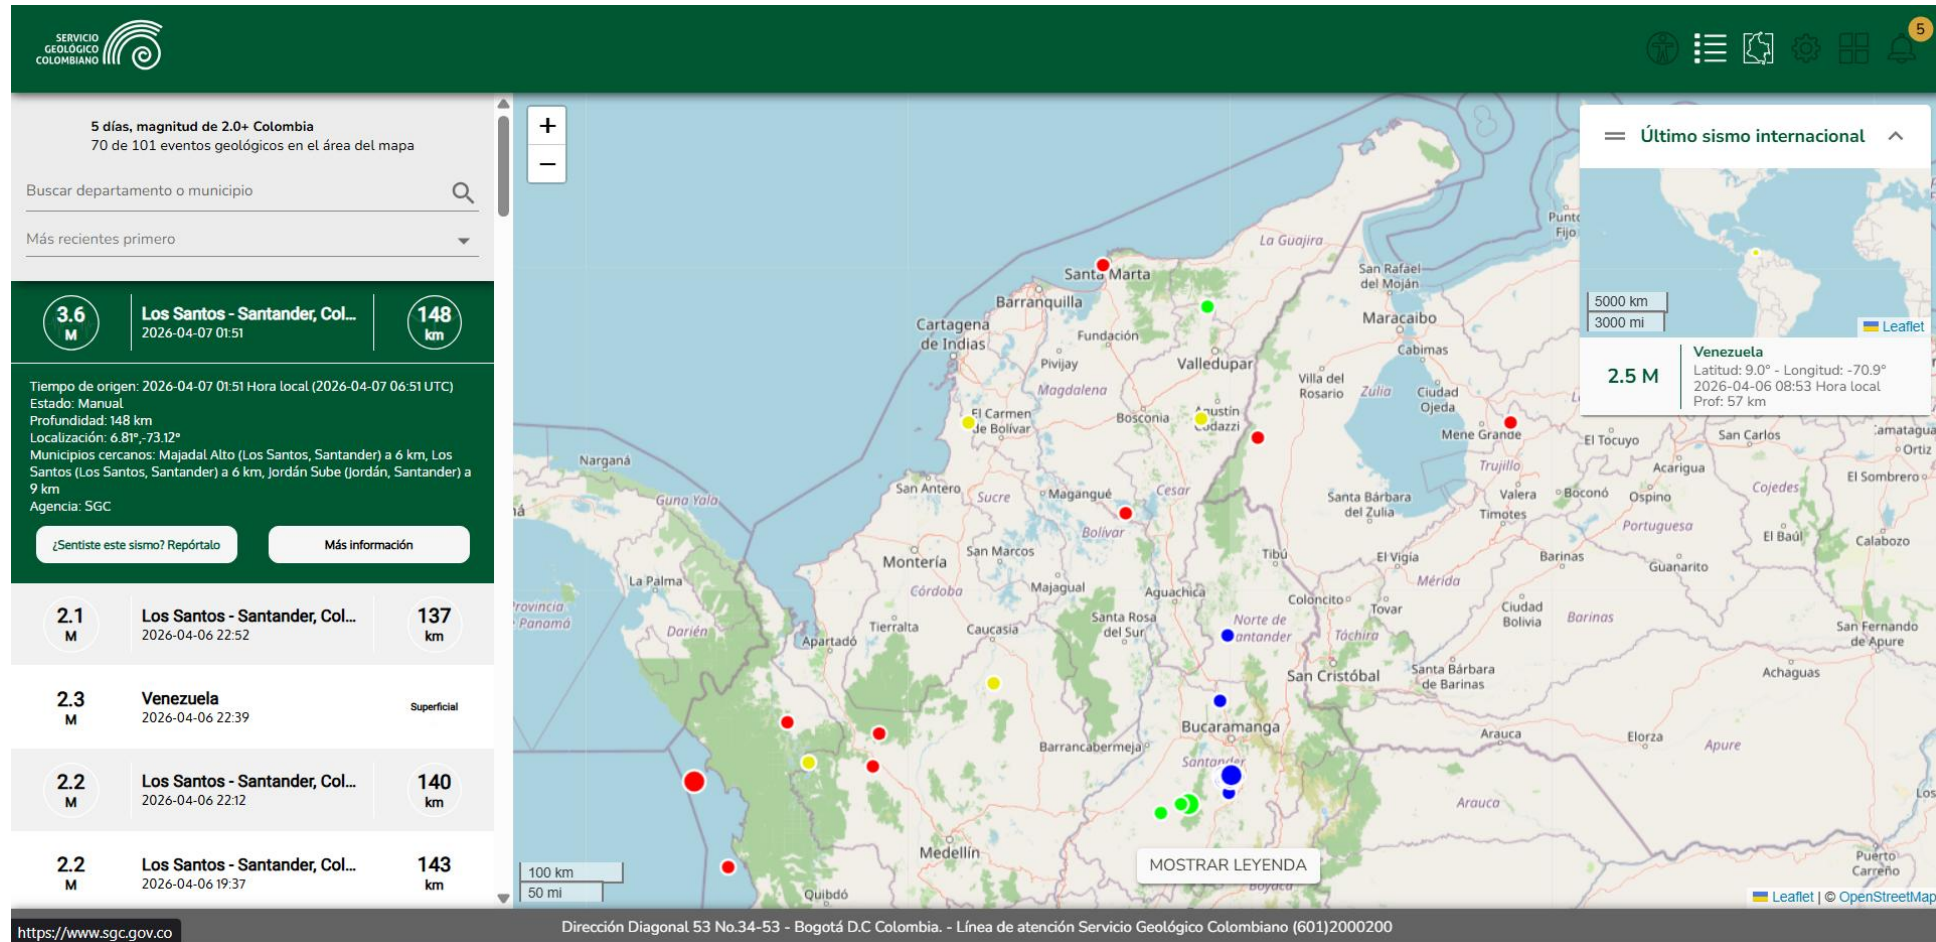 SERVICIO
GEOLÓGICO
COLOMBIANO
5
5 días, magnitud de 2.0+ Colombia
70 de 101 eventos geológicos en el área del mapa
Buscar departamento o municipio
Más recientes primero
3.6
M
Los Santos - Santander, Col...
2026-04-07 01:51
148
km
Tiempo de origen: 2026-04-07 01:51 Hora local (2026-04-07 06:51 UTC)
Estado: Manual
Profundidad: 148 km
Localización: 6.81°,-73.12°
Municipios cercanos: Majadal Alto (Los Santos, Santander) a 6 km, Los
Santos (Los Santos, Santander) a 6 km, Jordán Sube (Jordán, Santander) a
9 km
Agencia: SGC
¿Sentiste este sismo? Repórtalo
Más información
2.1
M
Los Santos - Santander, Col...
2026-04-06 22:52
137
km
2.3
M
Venezuela
2026-04-06 22:39
Superficial
2.2
M
Los Santos - Santander, Col...
2026-04-06 22:12
140
km
2.2
M
Los Santos - Santander, Col...
2026-04-06 19:37
143
km
+
−
La Guajira
Punto
Fijo
Santa Marta
San Rafael
del Moján
Barranquilla
Cartagena
de Indias
Fundación
Maracaibo
Cabimas
Pivijay
Valledupar
Magdalena
Villa del
Rosario
Zulia
Ciudad
Ojeda
El Carmen
de Bolívar
Bosconia
Agustín
Codazzi
Mene Grande
El Tocuyo
San Carlos
Narganá
Trujillo
Acarigua
El Sombrero
San Antero
Sucre
Magangué
Cesar
Guna Yala
Santa Bárbara
del Zulia
Valera
Boconó
Ospino
Cojedes
Timotes
Portuguesa
Bolívar
El Baúl
Calabozo
Montería
San Marcos
Tibú
El Vigía
Barinas
Guanarito
La Palma
Mérida
Córdoba
Majagual
Aguachica
Coloncito
Tovar
Ciudad
Bolivia
Barinas
Provincia
Panamá
Darién
Tierralta
Caucasia
Santa Rosa
del Sur
Norte de
Santander
Táchira
San Fernando
de Apure
Apartadó
San Cristóbal
Santa Bárbara
de Barinas
Achaguas
Bucaramanga
Arauca
Elorza
Apure
Barrancabermeja
Santander
Arauca
Los
Medellín
Puerto
Carreño
Quibdó
Boyacá
MOSTRAR LEYENDA
100 km
50 mi
Leaflet | © OpenStreetMap
Último sismo internacional
5000 km
3000 mi
Leaflet
2.5 M
Venezuela
Latitud: 9.0° - Longitud: -70.9°
2026-04-06 08:53 Hora local
Prof: 57 km
Dirección Diagonal 53 No.34-53 - Bogotá D.C Colombia. - Línea de atención Servicio Geológico Colombiano (601)2000200
https://www.sgc.gov.co